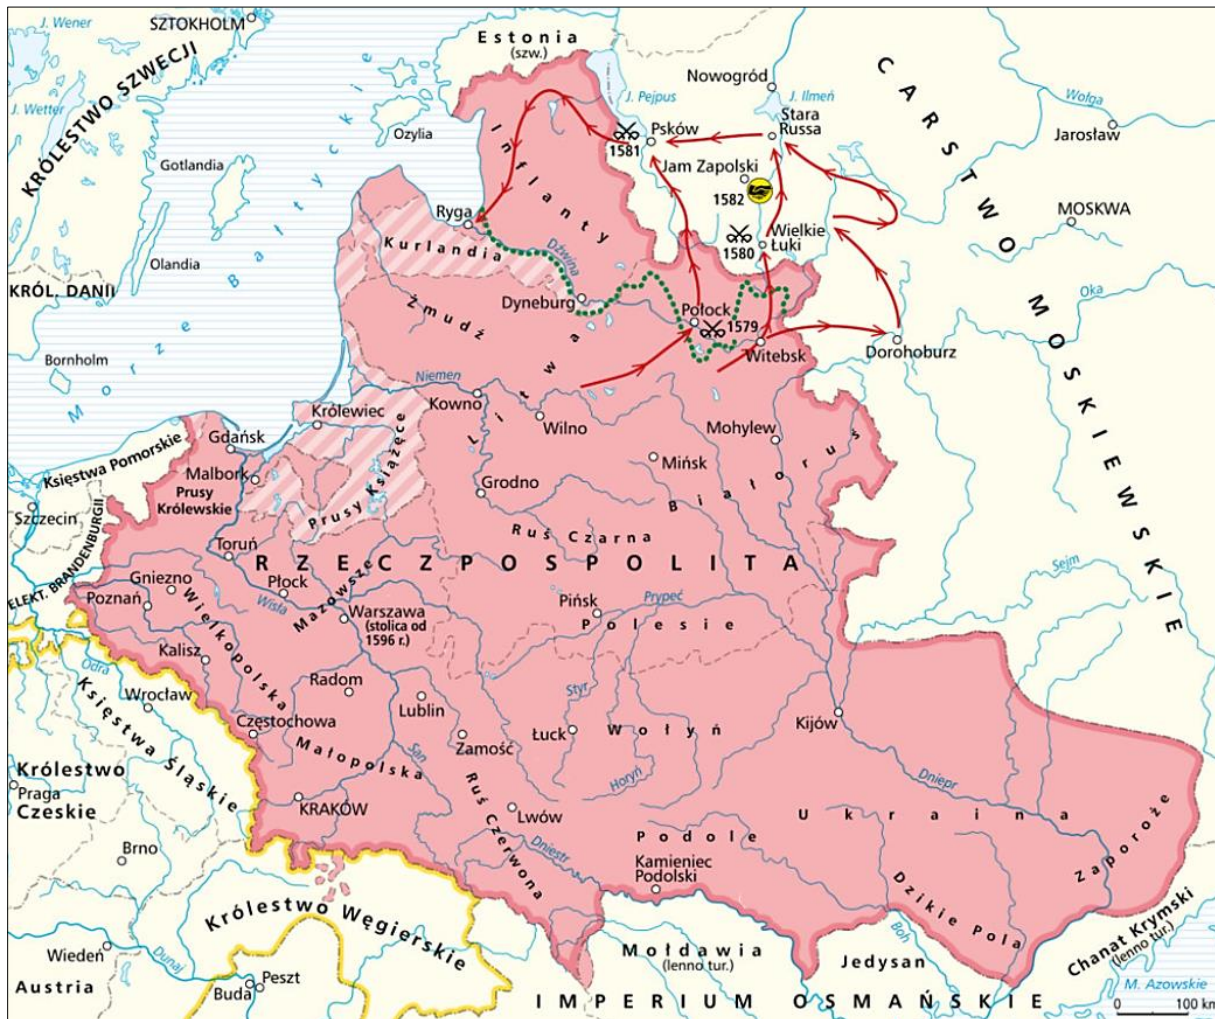 J. Wener
SZTOKHOLM
KRÓLESTWO SZWECJI
J. Wetter
Estonia
(szw.)
Nowogród
J. Pejpus
J. Ilmeń
CARSTWO MOSKIEWSKIE
Wołga
Jarosław
Ozylia
Gotlandia
Morze Bałtyckie
Inflanty
1581
Psków
Stara
Russa
Jam Zapolski
1582
MOSKWA
Ryga
Kurlandia
Dźwina
Wielkie
Łuki
1580
Olandia
KRÓL. DANII
Dyneburg
Połock
1579
Witebsk
Dorohoburz
Oka
Żmudź
Litwa
Bornholm
Niemen
Kowno
Wilno
Królewiec
Mohylew
Gdańsk
Księstwa Pomorskie
Malbork
Mińsk
Białoruś
Prusy
Królewskie
Prusy Książęce
Grodno
Szczecin
Ruś Czarna
ELEKT. BRANDENBURGII
Toruń
RZECZPOSPOLITA
Sejm
Gniezno
Płock
Mazowsze
Poznań
Wisła
Warszawa
(stolica od
1596 r.)
Pińsk
Prypeć
Polesie
Wielkopolska
Kalisz
Odra
Wrocław
Księstwa Śląskie
Radom
Lublin
Styr
Częstochowa
Zamość
Łuck
Wołyń
Kijów
Małopolska
San
Królestwo
Praga
Czeskie
Horyń
Dniepr
KRAKÓW
Ruś Czerwona
Lwów
Ukraina
Podole
Zaporoże
Brno
Dniestr
Kamieniec
Podolski
Dzikie Pola
Królestwo Węgierskie
Chanat Krymski
(lenno tur.)
Wiedeń
Dunaj
Mołdawia
(lenno tur.)
Boh
Jedysan
Austria
Buda
Peszt
IMPERIUM OSMAŃSKIE
M. Azowskie
0 100 km